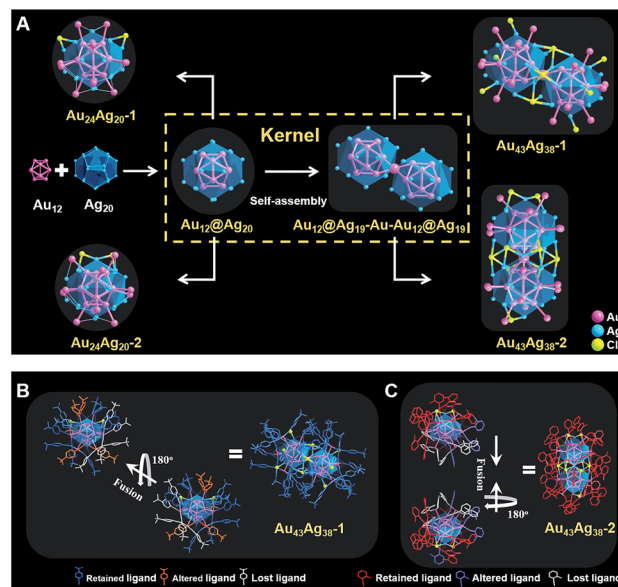 A
Au24Ag20-1
Au43Ag38-1
Kernel
Au12
Ag20
Self-assembly
Au12@Ag20
Au12@Ag19-Au-Au12@Ag19
Au24Ag20-2
Au43Ag38-2
Au
Ag
Cl
B
180°
Fusion
=
Au43Ag38-1
Retained ligand
Altered ligand
Lost ligand
C
Fusion
=
180°
Au43Ag38-2
Retained ligand
Altered ligand
Lost ligand